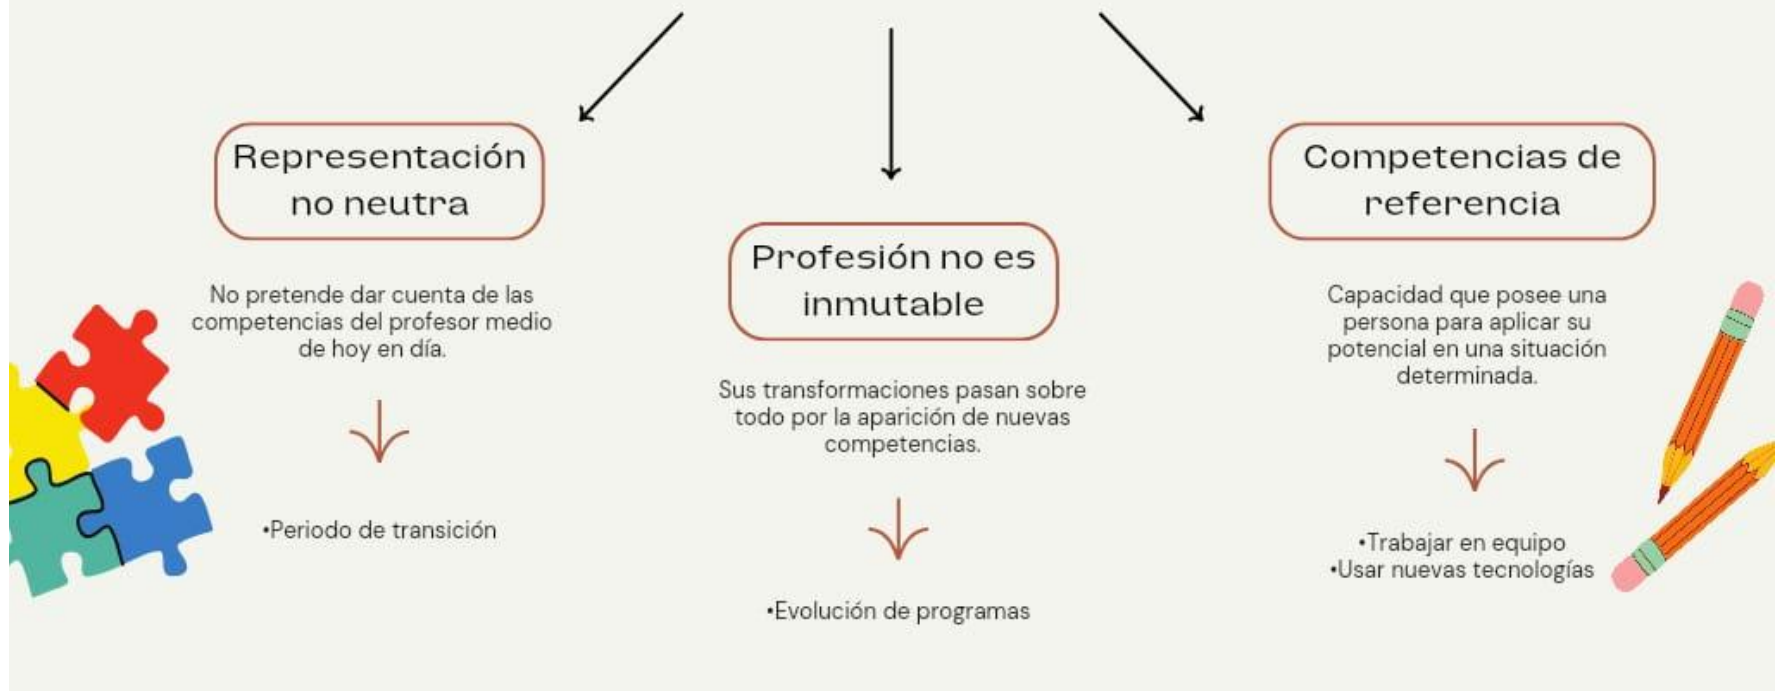 Representación
no neutra
No pretende dar cuenta de las
competencias del profesor medio
de hoy en día.
•Periodo de transición
Profesión no es
inmutable
Sus transformaciones pasan sobre
todo por la aparición de nuevas
competencias.
•Evolución de programas
Competencias de
referencia
Capacidad que posee una
persona para aplicar su
potencial en una situación
determinada.
•Trabajar en equipo
•Usar nuevas tecnologías